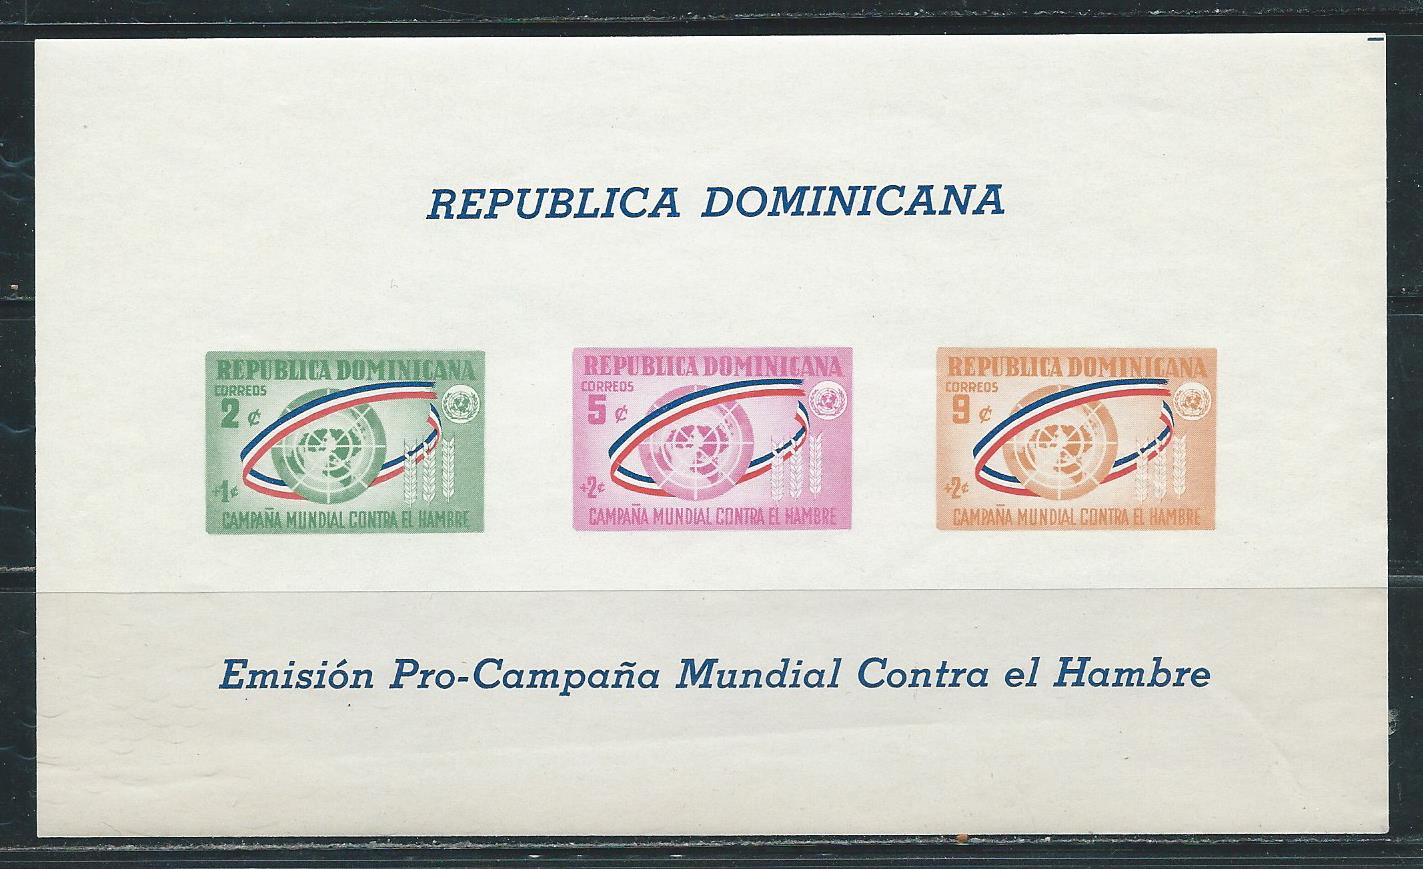 REPUBLICA DOMINICANA
REPUBLICA DOMINICANA
CORREOS
2 ¢
+1¢
CAMPAÑA MUNDIAL CONTRA EL HAMBRE
REPUBLICA DOMINICANA
CORREOS
5 ¢
+2¢
CAMPAÑA MUNDIAL CONTRA EL HAMBRE
REPUBLICA DOMINICANA
CORREOS
9 ¢
+2¢
CAMPAÑA MUNDIAL CONTRA EL HAMBRE
Emisión Pro-Campaña Mundial Contra el Hambre